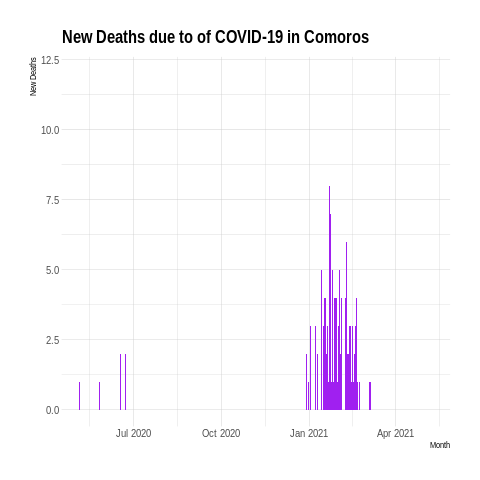 New Deaths due to of COVID-19 in Comoros
New Deaths
12.5
10.0
7.5
5.0
2.5
0.0
Jul 2020
Oct 2020
Jan 2021
Apr 2021
Month